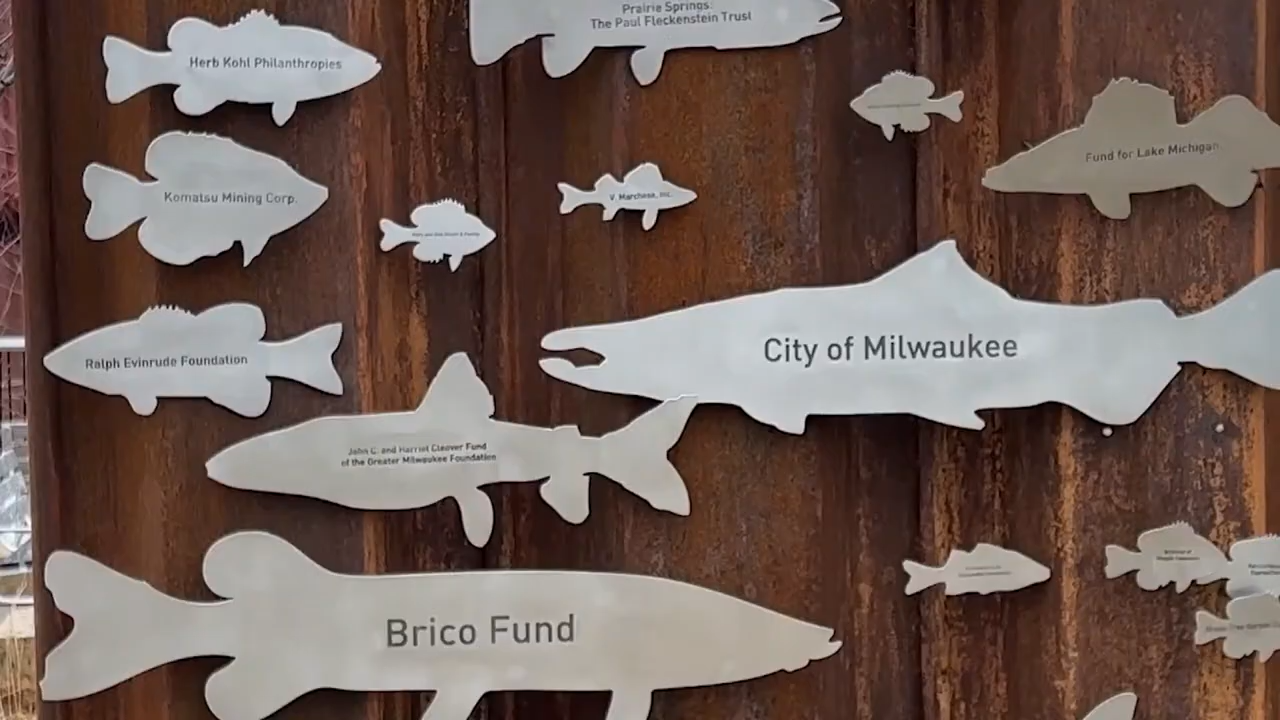 Prairie Springs:
The Paul Fleckenstein Trust
Herb Kohl Philanthropies
Fund for Lake Michigan
Komatsu Mining Corp.
V. Marchese, Inc.
City of Milwaukee
Ralph Evinrude Foundation
John C. and Harriet Cleaver Fund
of the Greater Milwaukee Foundation
Brico Fund